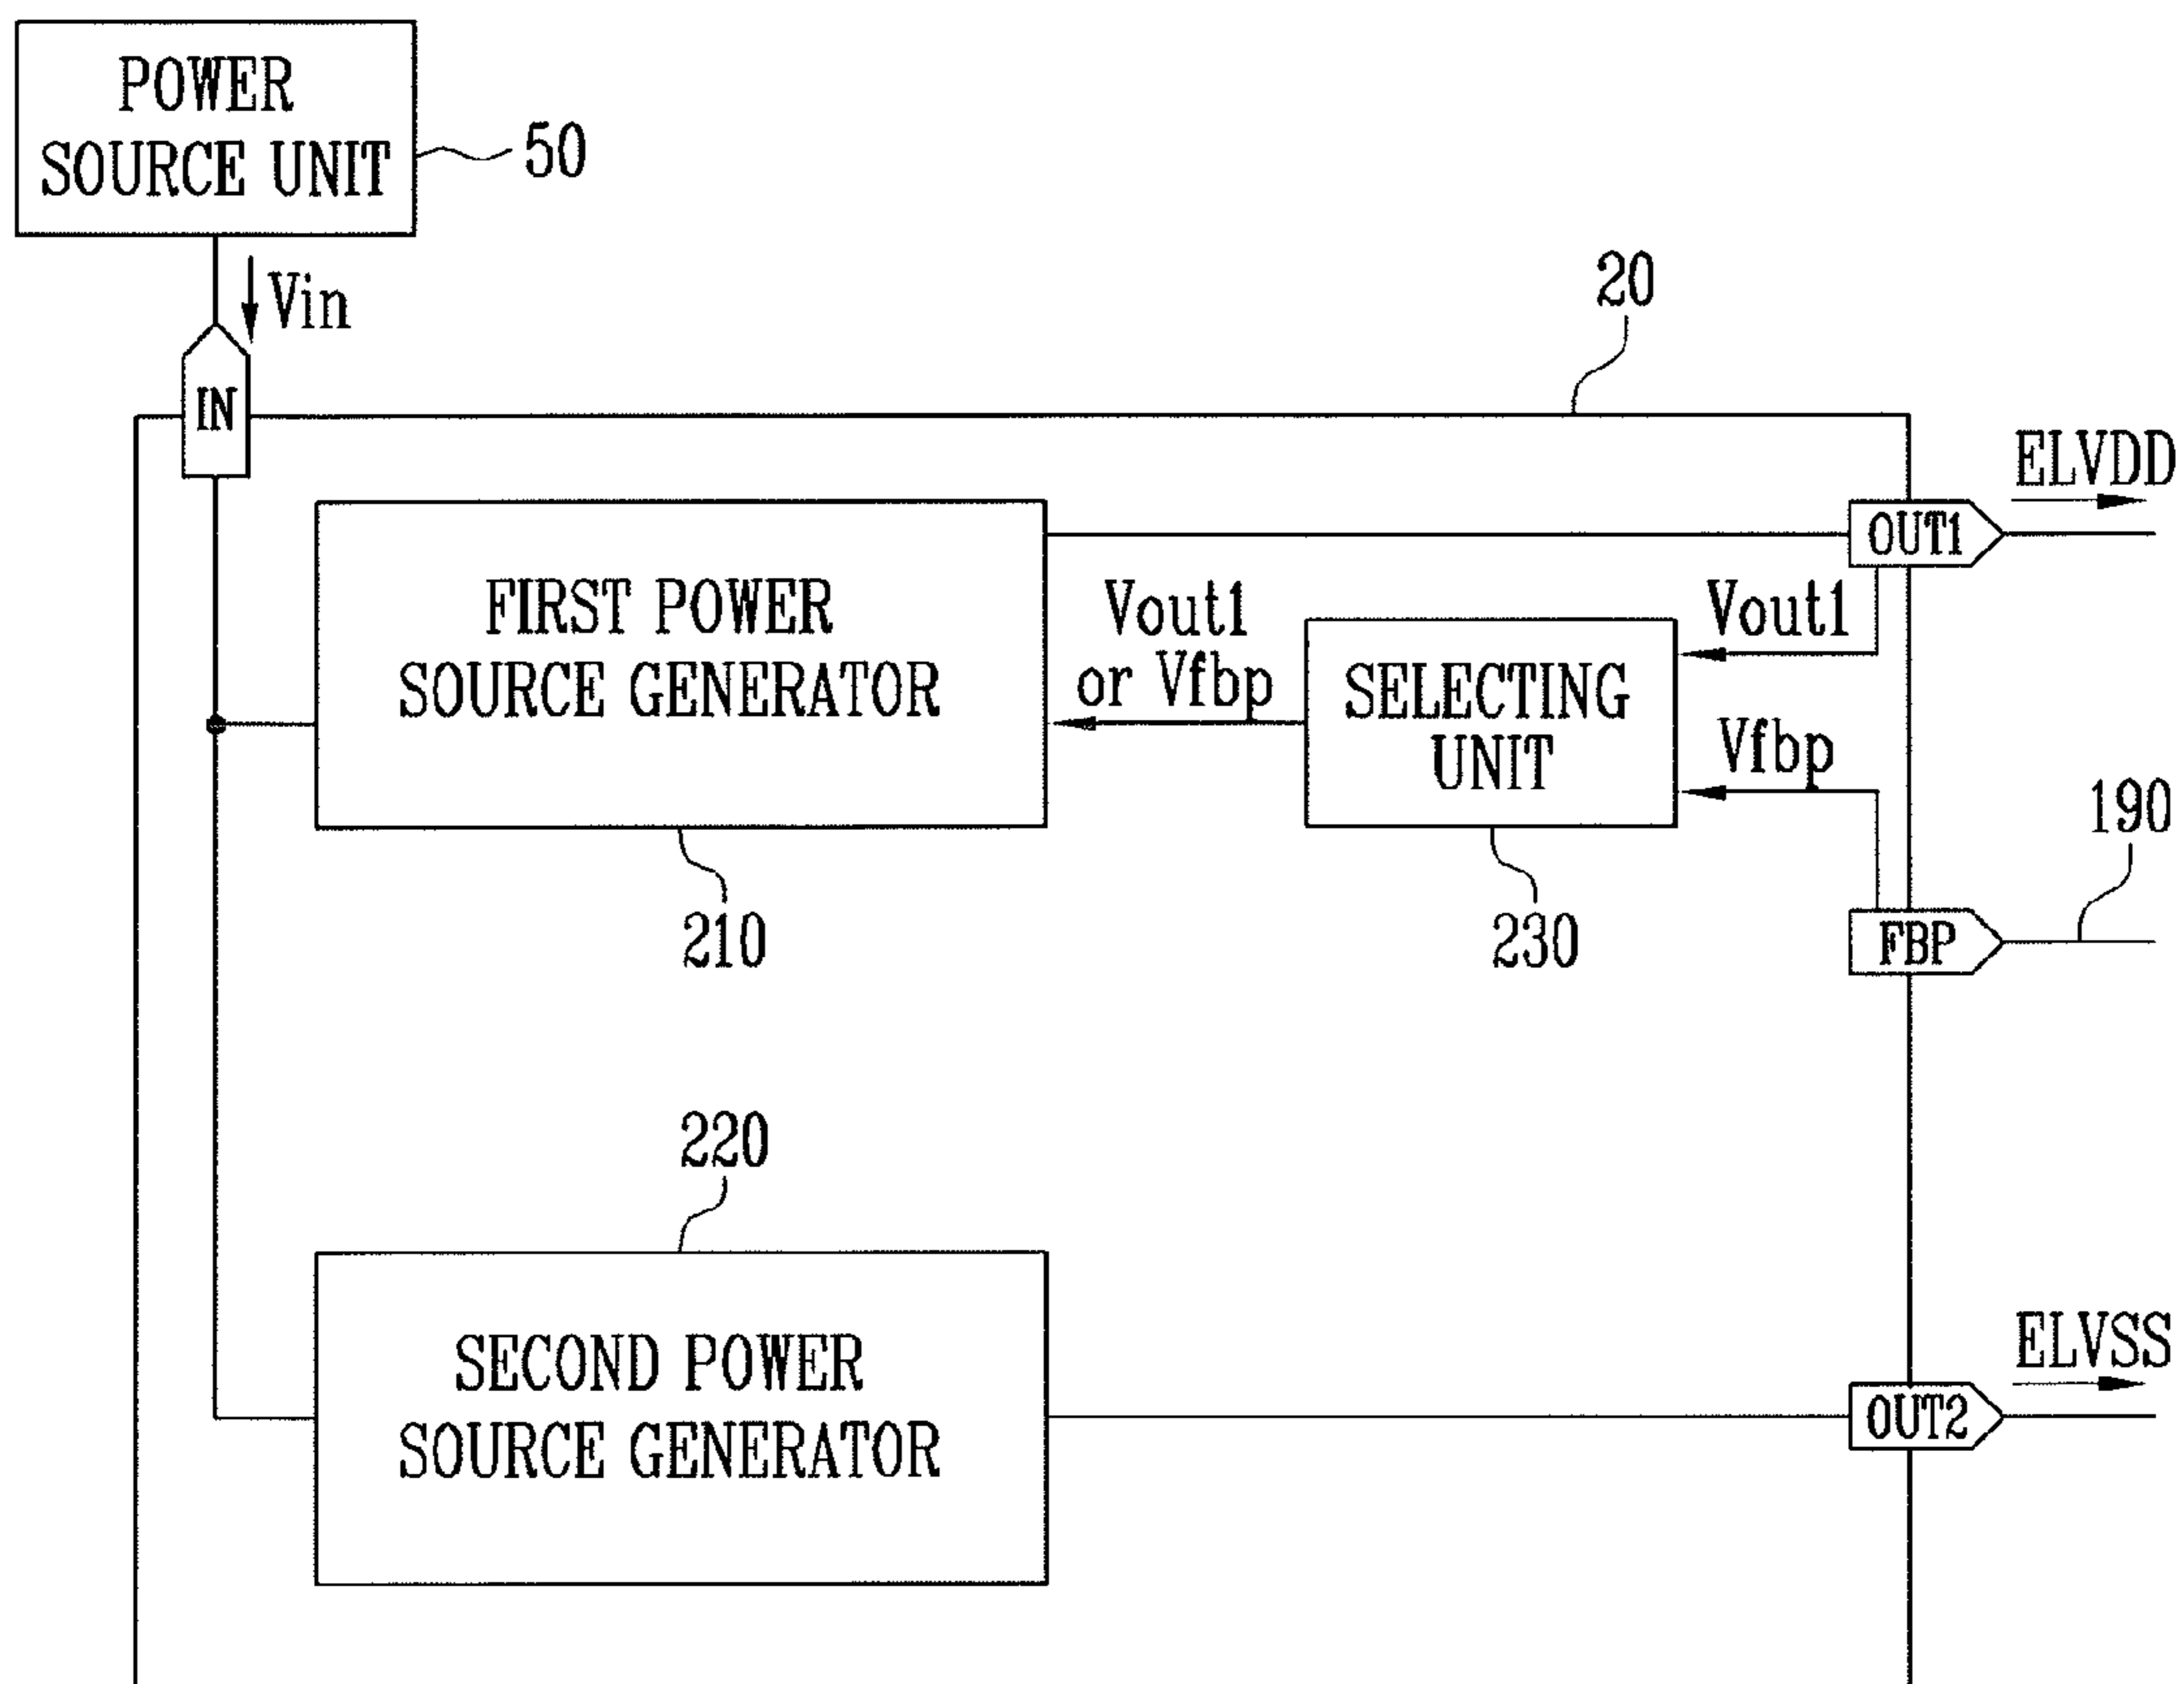 POWER
SOURCE UNIT
50
Vin
20
IN
ELVDD
OUT1
FIRST POWER
SOURCE GENERATOR
Vout1
or Vfbp
SELECTING
UNIT
Vout1
Vfbp
190
210
230
FBP
220
SECOND POWER
SOURCE GENERATOR
ELVSS
OUT2